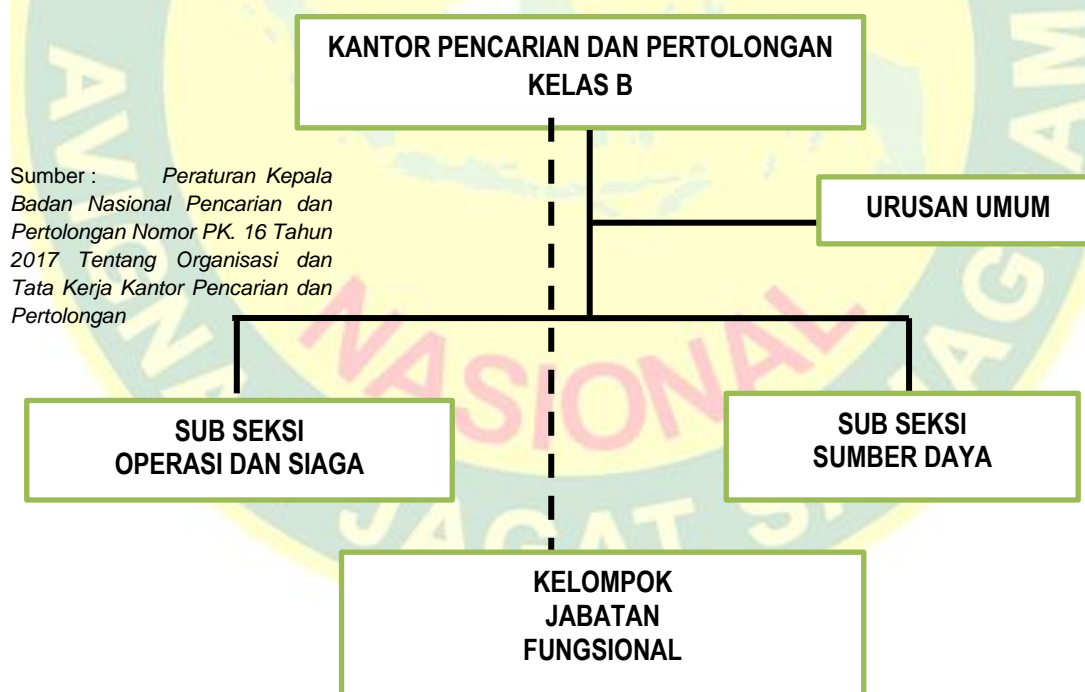 KANTOR PENCARIAN DAN PERTOLONGAN
KELAS B
Sumber : Peraturan Kepala
Badan Nasional Pencarian dan
Pertolongan Nomor PK. 16 Tahun
2017 Tentang Organisasi dan
Tata Kerja Kantor Pencarian dan
Pertolongan
URUSAN UMUM
SUB SEKSI
OPERASI DAN SIAGA
SUB SEKSI
SUMBER DAYA
KELOMPOK
JABATAN
FUNGSIONAL
NASIONAL
JAGAT